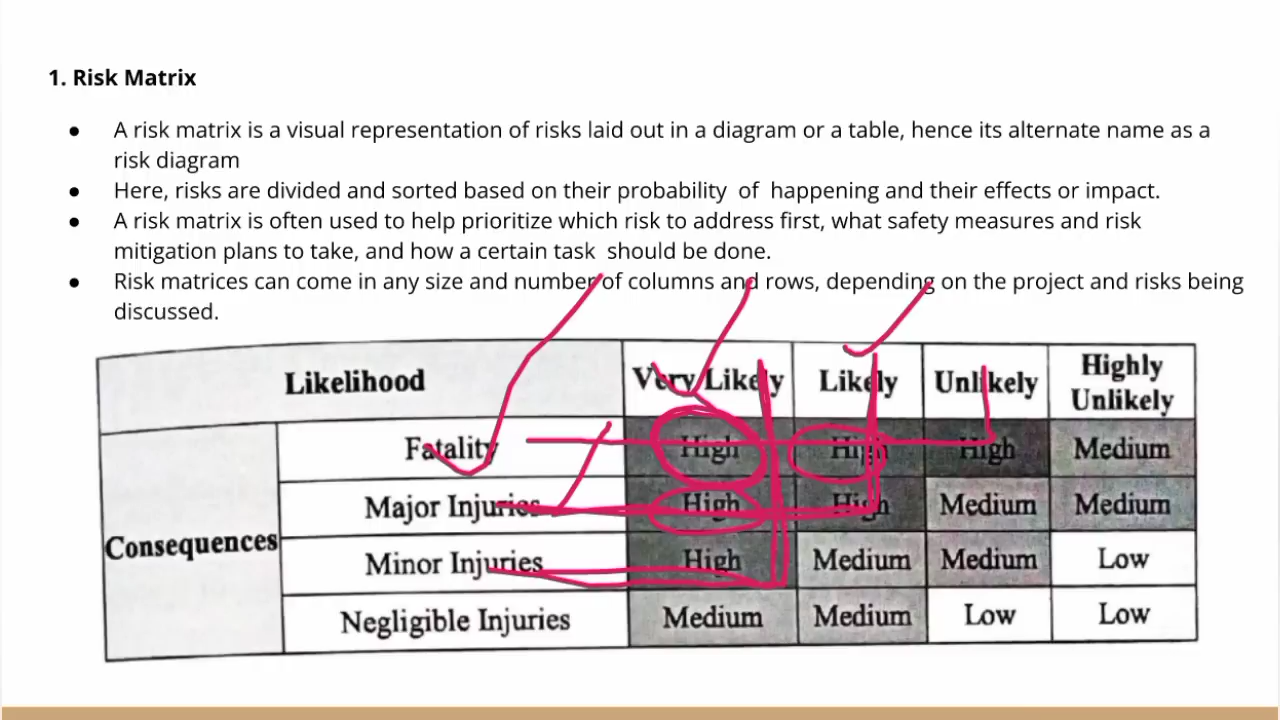 1. Risk Matrix
● A risk matrix is a visual representation of risks laid out in a diagram or a table, hence its alternate name as a
risk diagram
● Here, risks are divided and sorted based on their probability of happening and their effects or impact.
● A risk matrix is often used to help prioritize which risk to address first, what safety measures and risk
mitigation plans to take, and how a certain task should be done.
● Risk matrices can come in any size and number of columns and rows, depending on the project and risks being
discussed.
Likelihood Very Likely Likely Unlikely Highly Unlikely
Consequences
Fatality High High High Medium
Major Injuries High High Medium Medium
Minor Injuries High Medium Medium Low
Negligible Injuries Medium Medium Low Low